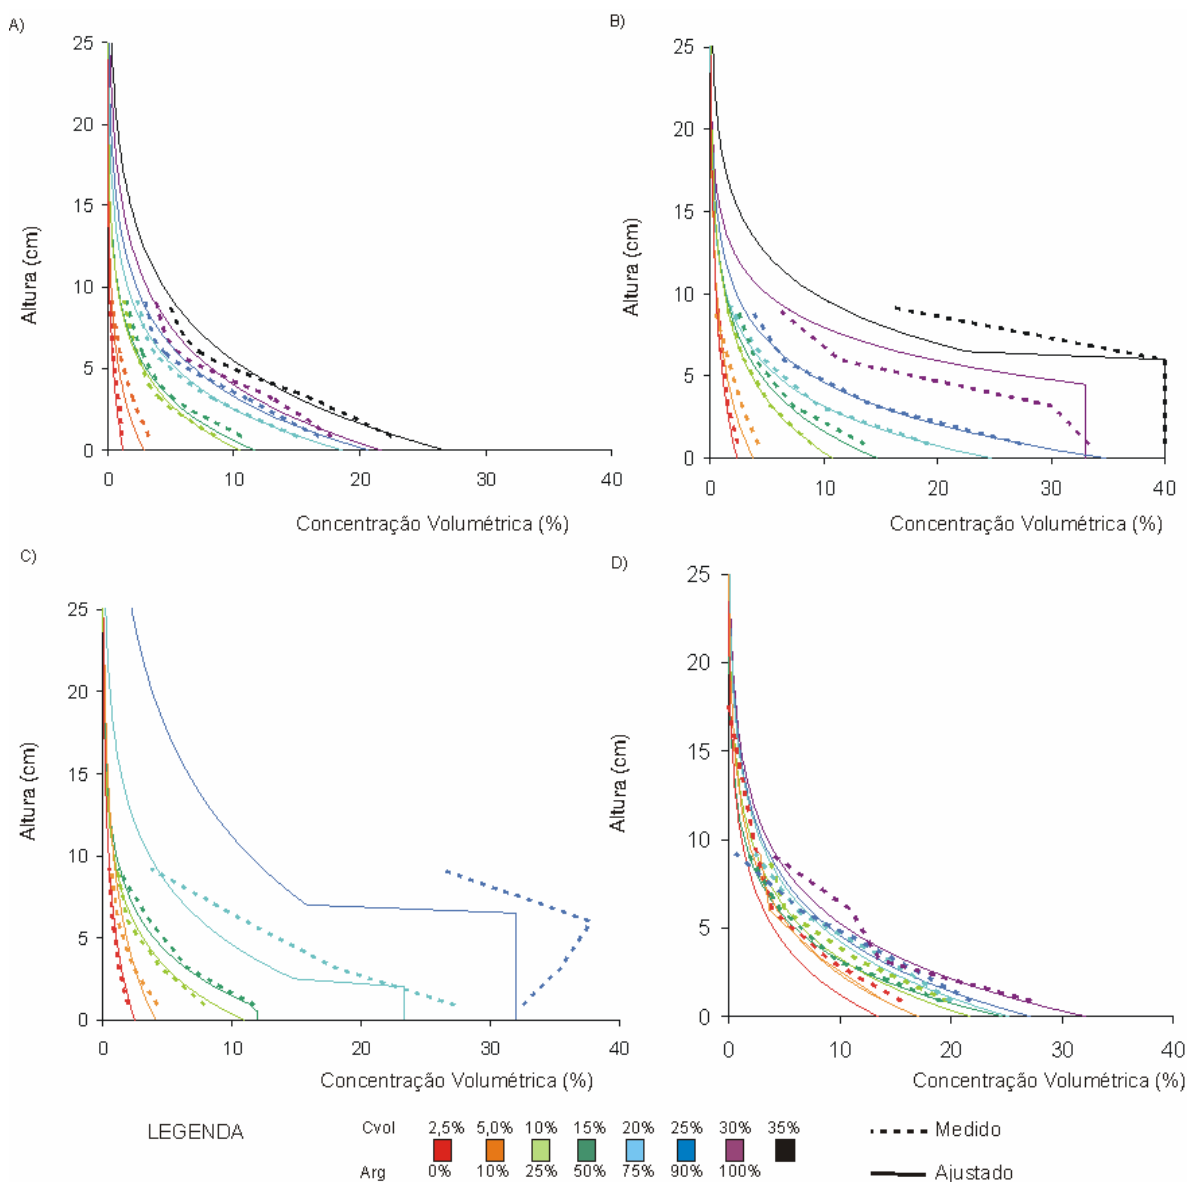 A)
25
20
15
10
5
0
Altura (cm)
0 10 20 30 40
Concentração Volumétrica (%)
B)
25
20
15
10
5
0
Altura (cm)
0 10 20 30 40
Concentração Volumétrica (%)
C)
25
20
15
10
5
0
Altura (cm)
0 10 20 30 40
Concentração Volumétrica (%)
D)
25
20
15
10
5
0
Altura (cm)
0 10 20 30 40
Concentração Volumétrica (%)
LEGENDA
Cvol 2,5% 5,0% 10% 15% 20% 25% 30% 35%
Arg 0% 10% 25% 50% 75% 90% 100%
Medido
Ajustado